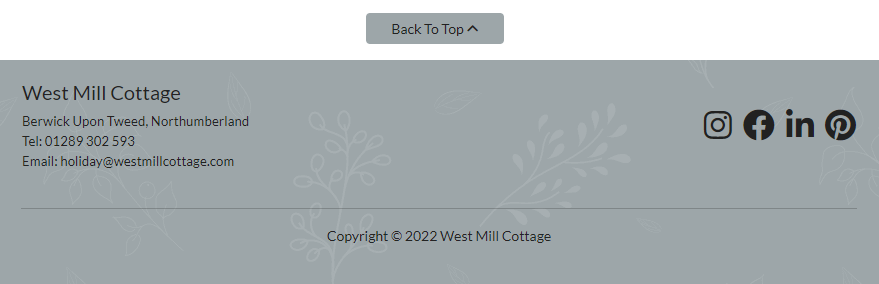 Back To Top
West Mill Cottage
Berwick Upon Tweed, Northumberland
Tel: 01289 302 593
Email: holiday@westmillcottage.com
Copyright © 2022 West Mill Cottage